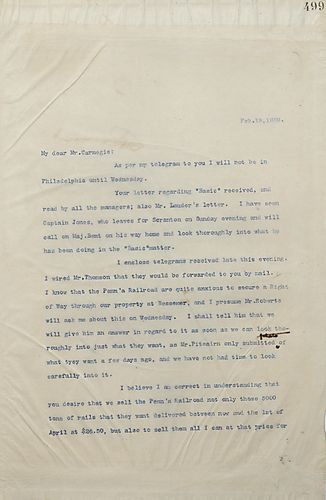 499
Feb.
My dear Mr.Carnegie:
As per my telegram to you I will not be in
Philadelphia until Wednesday.
Your letter regarding "Basic" received, and
read by all the managers; also Mr. Lauder's letter. I have seen
Captain Jones, who leaves for Scranton on Sunday evening and will
call on Maj.Bent on his way home and look thoroughly into what he
has been doing in the "Basic"matter.
I enclose telegrams received late this evening.
I wired Mr.Thomson that they would be forwarded to you by mail.
I know that the Penn'a Railroad are quite anxious to secure a Right
of Way through our property at Bessemer, and I presume Mr.Roberts
will ask me about this on Wednesday. I shall tell him that we
will give him an answer in regard to it as soon as we can look tho-
roughly into just what they want, as Mr.Pitcairn only submitted
what they want a few days ago, and we have not had time to look
carefully into it.
I believe I am correct in understanding that
you desire that we sell the Penn'a Railroad not only those 5000
tons of rails that they want delivered between now and the 1st of
April at $26.50, but also to sell them all I can at that price for